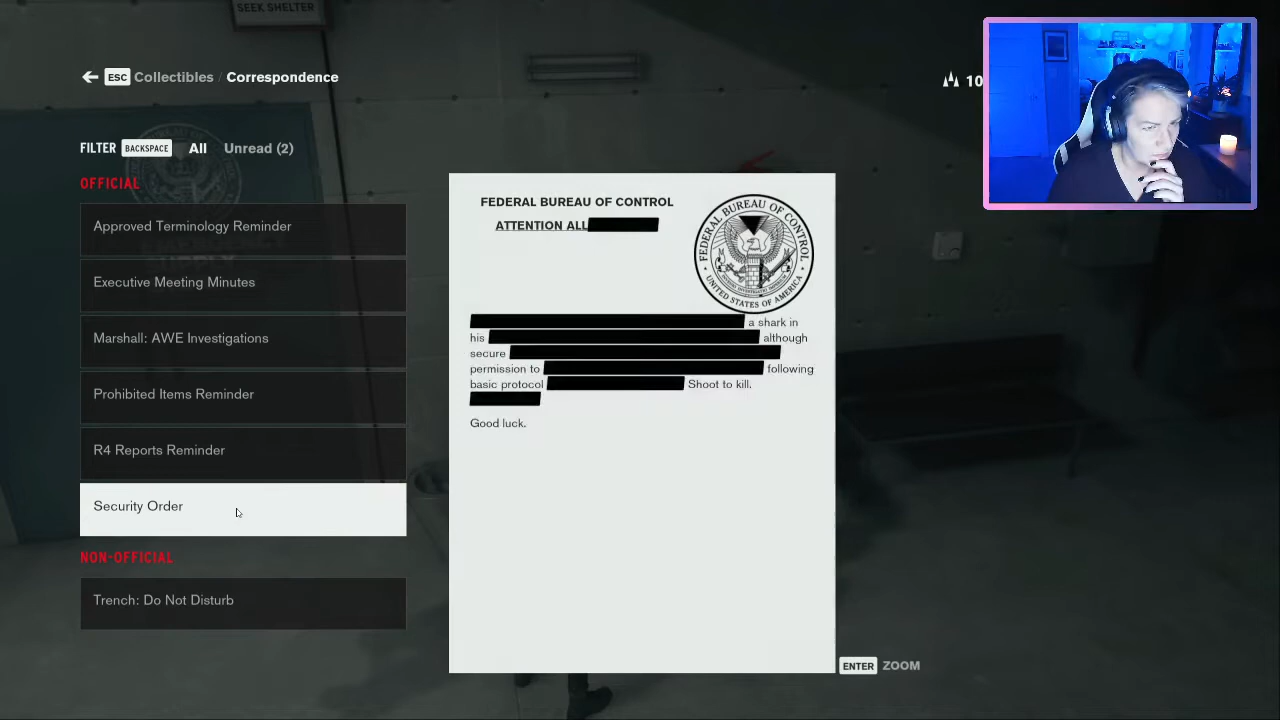 SEEK SHELTER
ESC Collectibles / Correspondence
10
FILTER BACKSPACE All Unread (2)
OFFICIAL
Approved Terminology Reminder
Executive Meeting Minutes
Marshall: AWE Investigations
Prohibited Items Reminder
R4 Reports Reminder
Security Order
NON-OFFICIAL
Trench: Do Not Disturb
FEDERAL BUREAU OF CONTROL
ATTENTION ALL
FEDERAL BUREAU OF CONTROL
UNITED STATES OF AMERICA
a shark in
his although
secure
permission to following
basic protocol Shoot to kill.
Good luck.
ENTER ZOOM